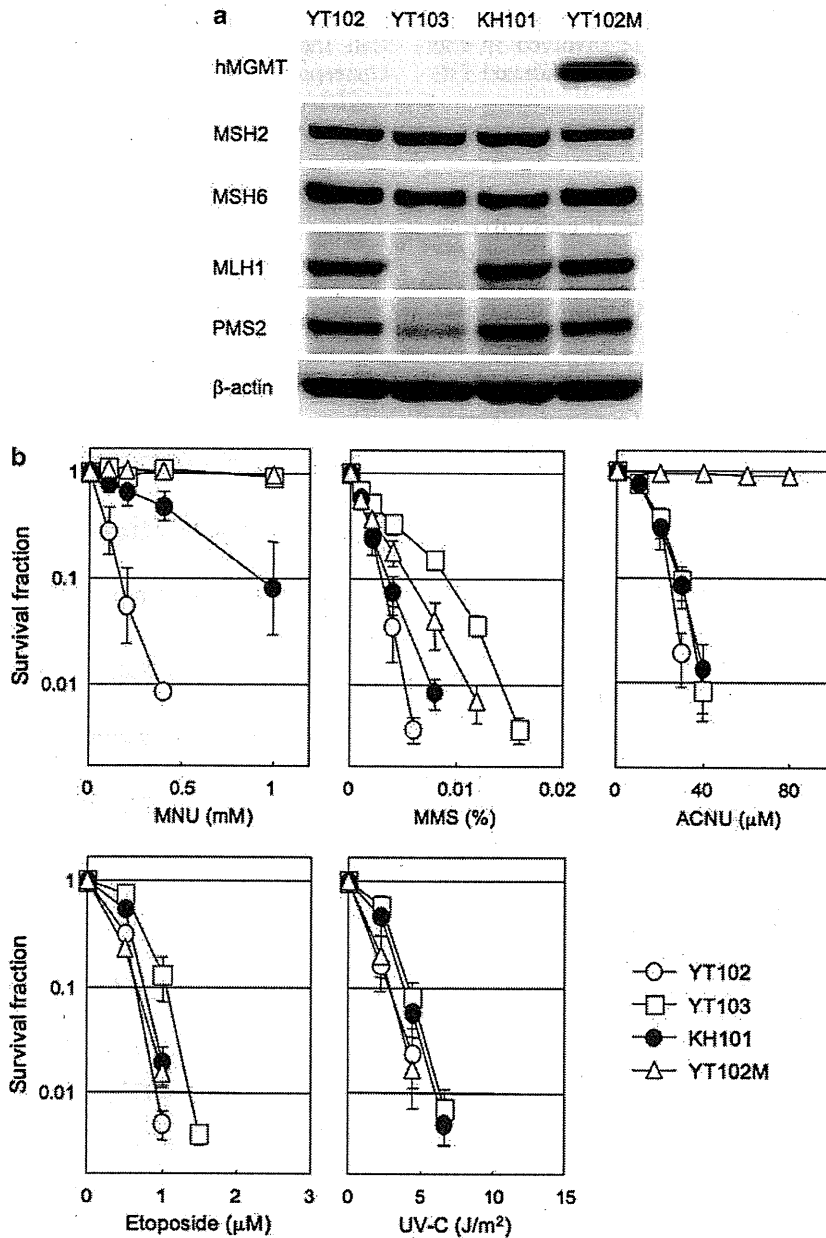 a
YT102 YT103 KH101 YT102M
hMGMT
MSH2
MSH6
MLH1
PMS2
β-actin
b
Survival fraction
1
0.1
0.01
0 0.5 1
MNU (mM)
0 0.01 0.02
MMS (%)
0 40 80
ACNU (μM)
Survival fraction
1
0.1
0.01
0 1 2 3
Etoposide (μM)
0 5 10 15
UV-C (J/m²)
YT102
YT103
KH101
YT102M